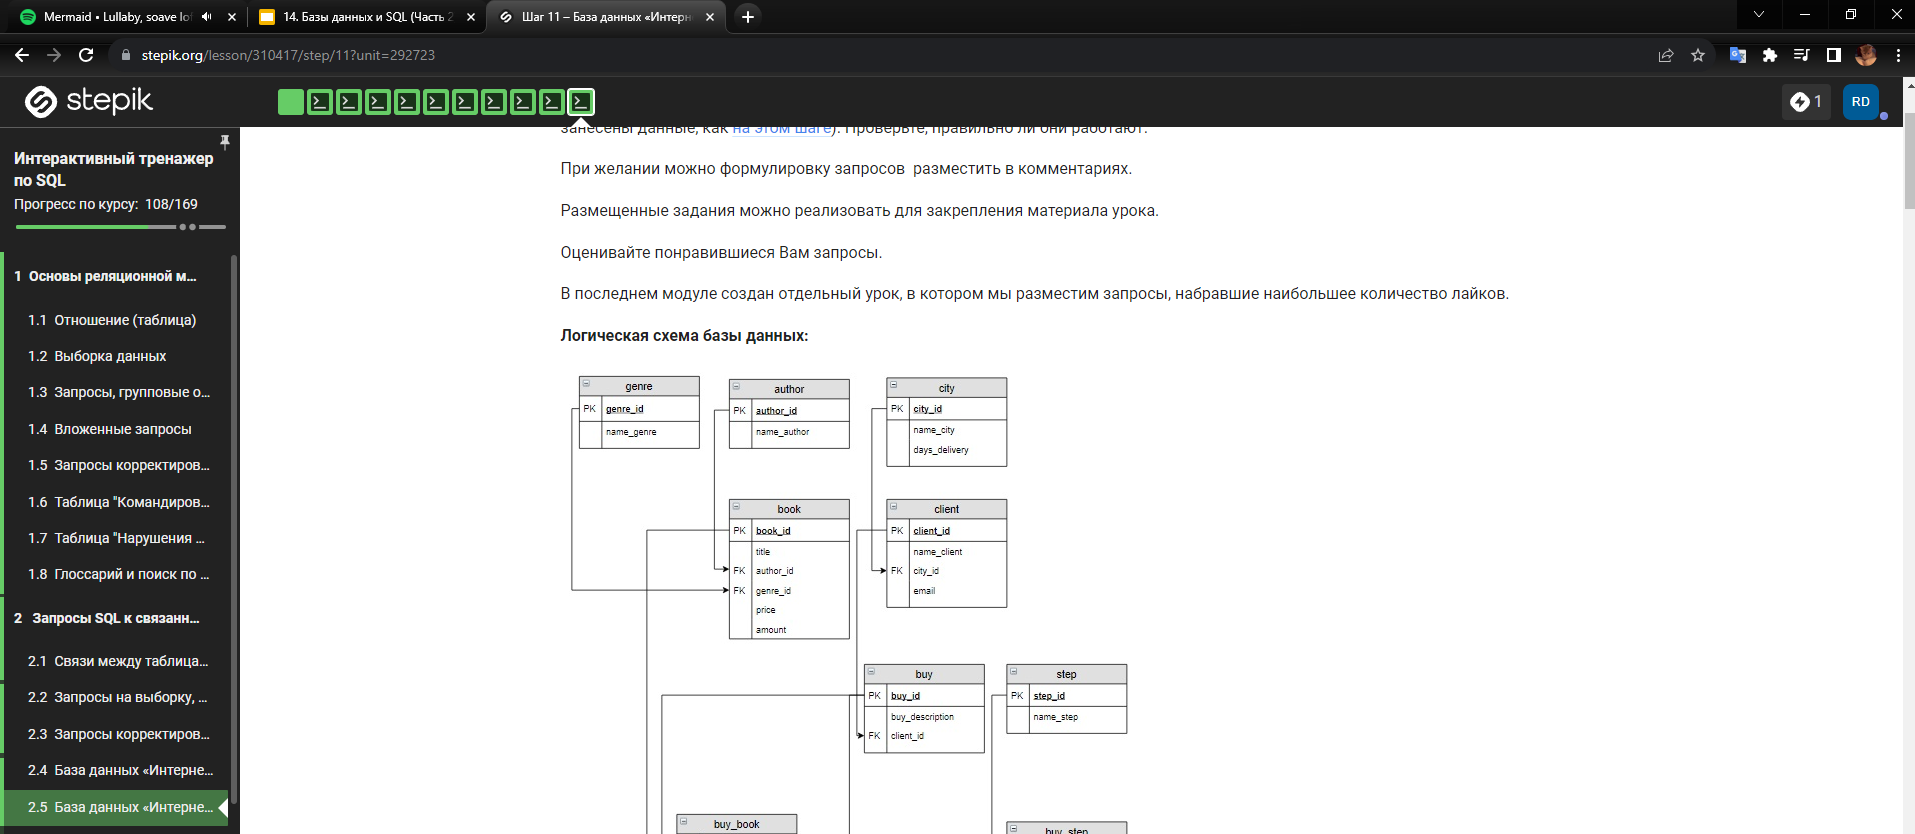 Mermaid • Lullaby, soave lof
14. Базы данных и SQL (Часть 2
Шаг 11 – База данных «Интерн
stepik.org/lesson/310417/step/11?unit=292723
stepik
1
RD
Интерактивный тренажер
по SQL
Прогресс по курсу: 108/169
1 Основы реляционной м...
1.1 Отношение (таблица)
1.2 Выборка данных
1.3 Запросы, групповые о...
1.4 Вложенные запросы
1.5 Запросы корректиров...
1.6 Таблица "Командиров...
1.7 Таблица "Нарушения ...
1.8 Глоссарий и поиск по ...
2 Запросы SQL к связанн...
2.1 Связи между таблица...
2.2 Запросы на выборку, ...
2.3 Запросы корректиров...
2.4 База данных «Интерне...
2.5 База данных «Интерне...
занесены данные, как на этом шаге). Проверьте, правильно ли они работают.
При желании можно формулировку запросов разместить в комментариях.
Размещенные задания можно реализовать для закрепления материала урока.
Оценивайте понравившиеся Вам запросы.
В последнем модуле создан отдельный урок, в котором мы разместим запросы, набравшие наибольшее количество лайков.
Логическая схема базы данных:
genre
PK genre_id
name_genre
author
PK author_id
name_author
city
PK city_id
name_city
days_delivery
book
PK book_id
title
FK author_id
FK genre_id
price
amount
client
PK client_id
name_client
FK city_id
email
buy
PK buy_id
buy_description
FK client_id
step
PK step_id
name_step
buy_book
buy_step